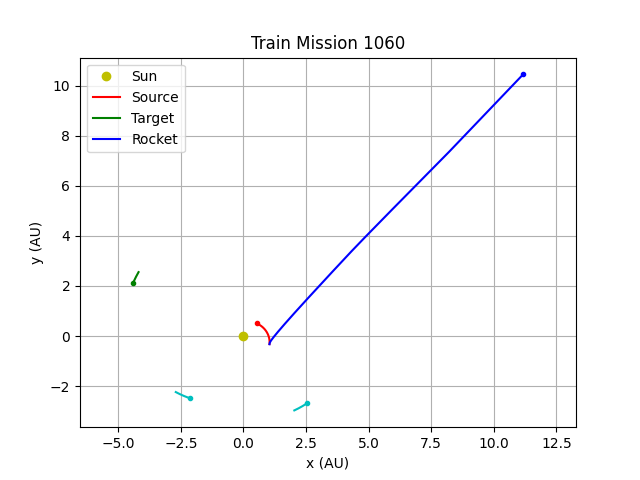 Train Mission 1060
Sun
Source
Target
Rocket
10
8
6
4
2
0
−2
y (AU)
−5.0 −2.5 0.0 2.5 5.0 7.5 10.0 12.5
x (AU)